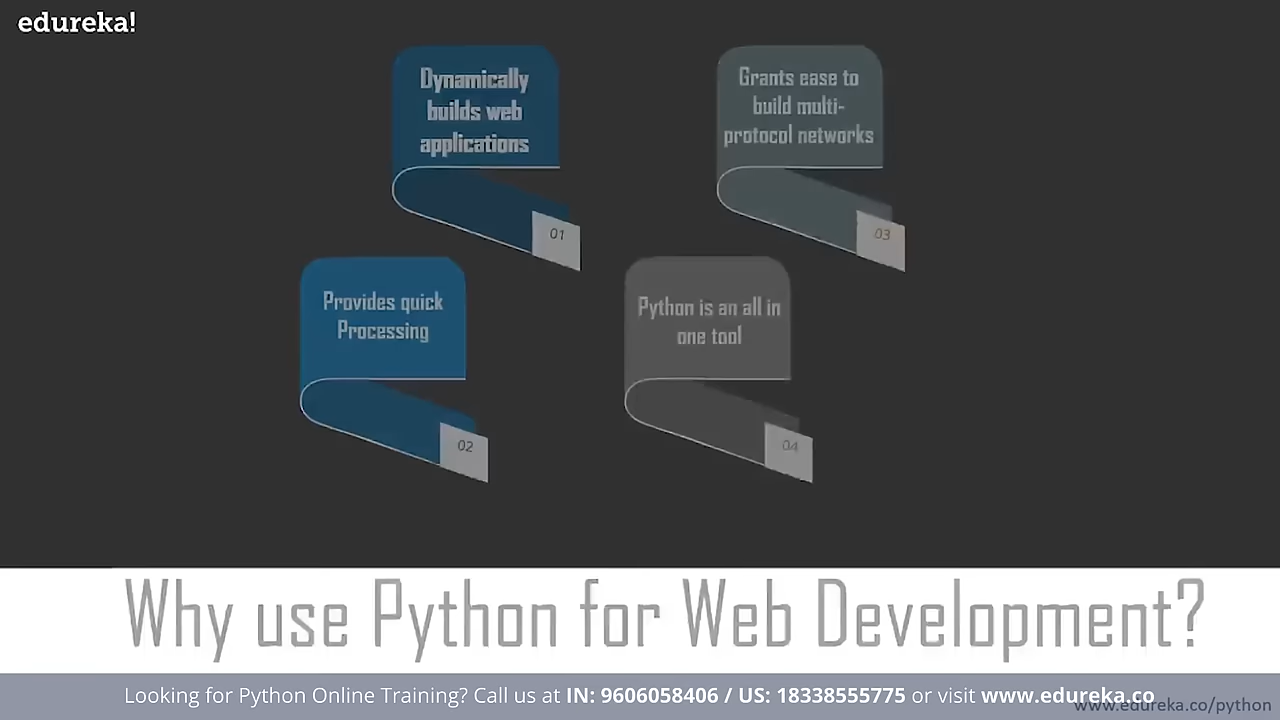 edureka!
Dynamically
builds web
applications
01
Grants ease to
build multi-
protocol networks
03
Provides quick
Processing
02
Python is an all in
one tool
04
Why use Python for Web Development?
Looking for Python Online Training? Call us at IN: 9606058406 / US: 18338555775 or visit www.edureka.co
www.edureka.co/python